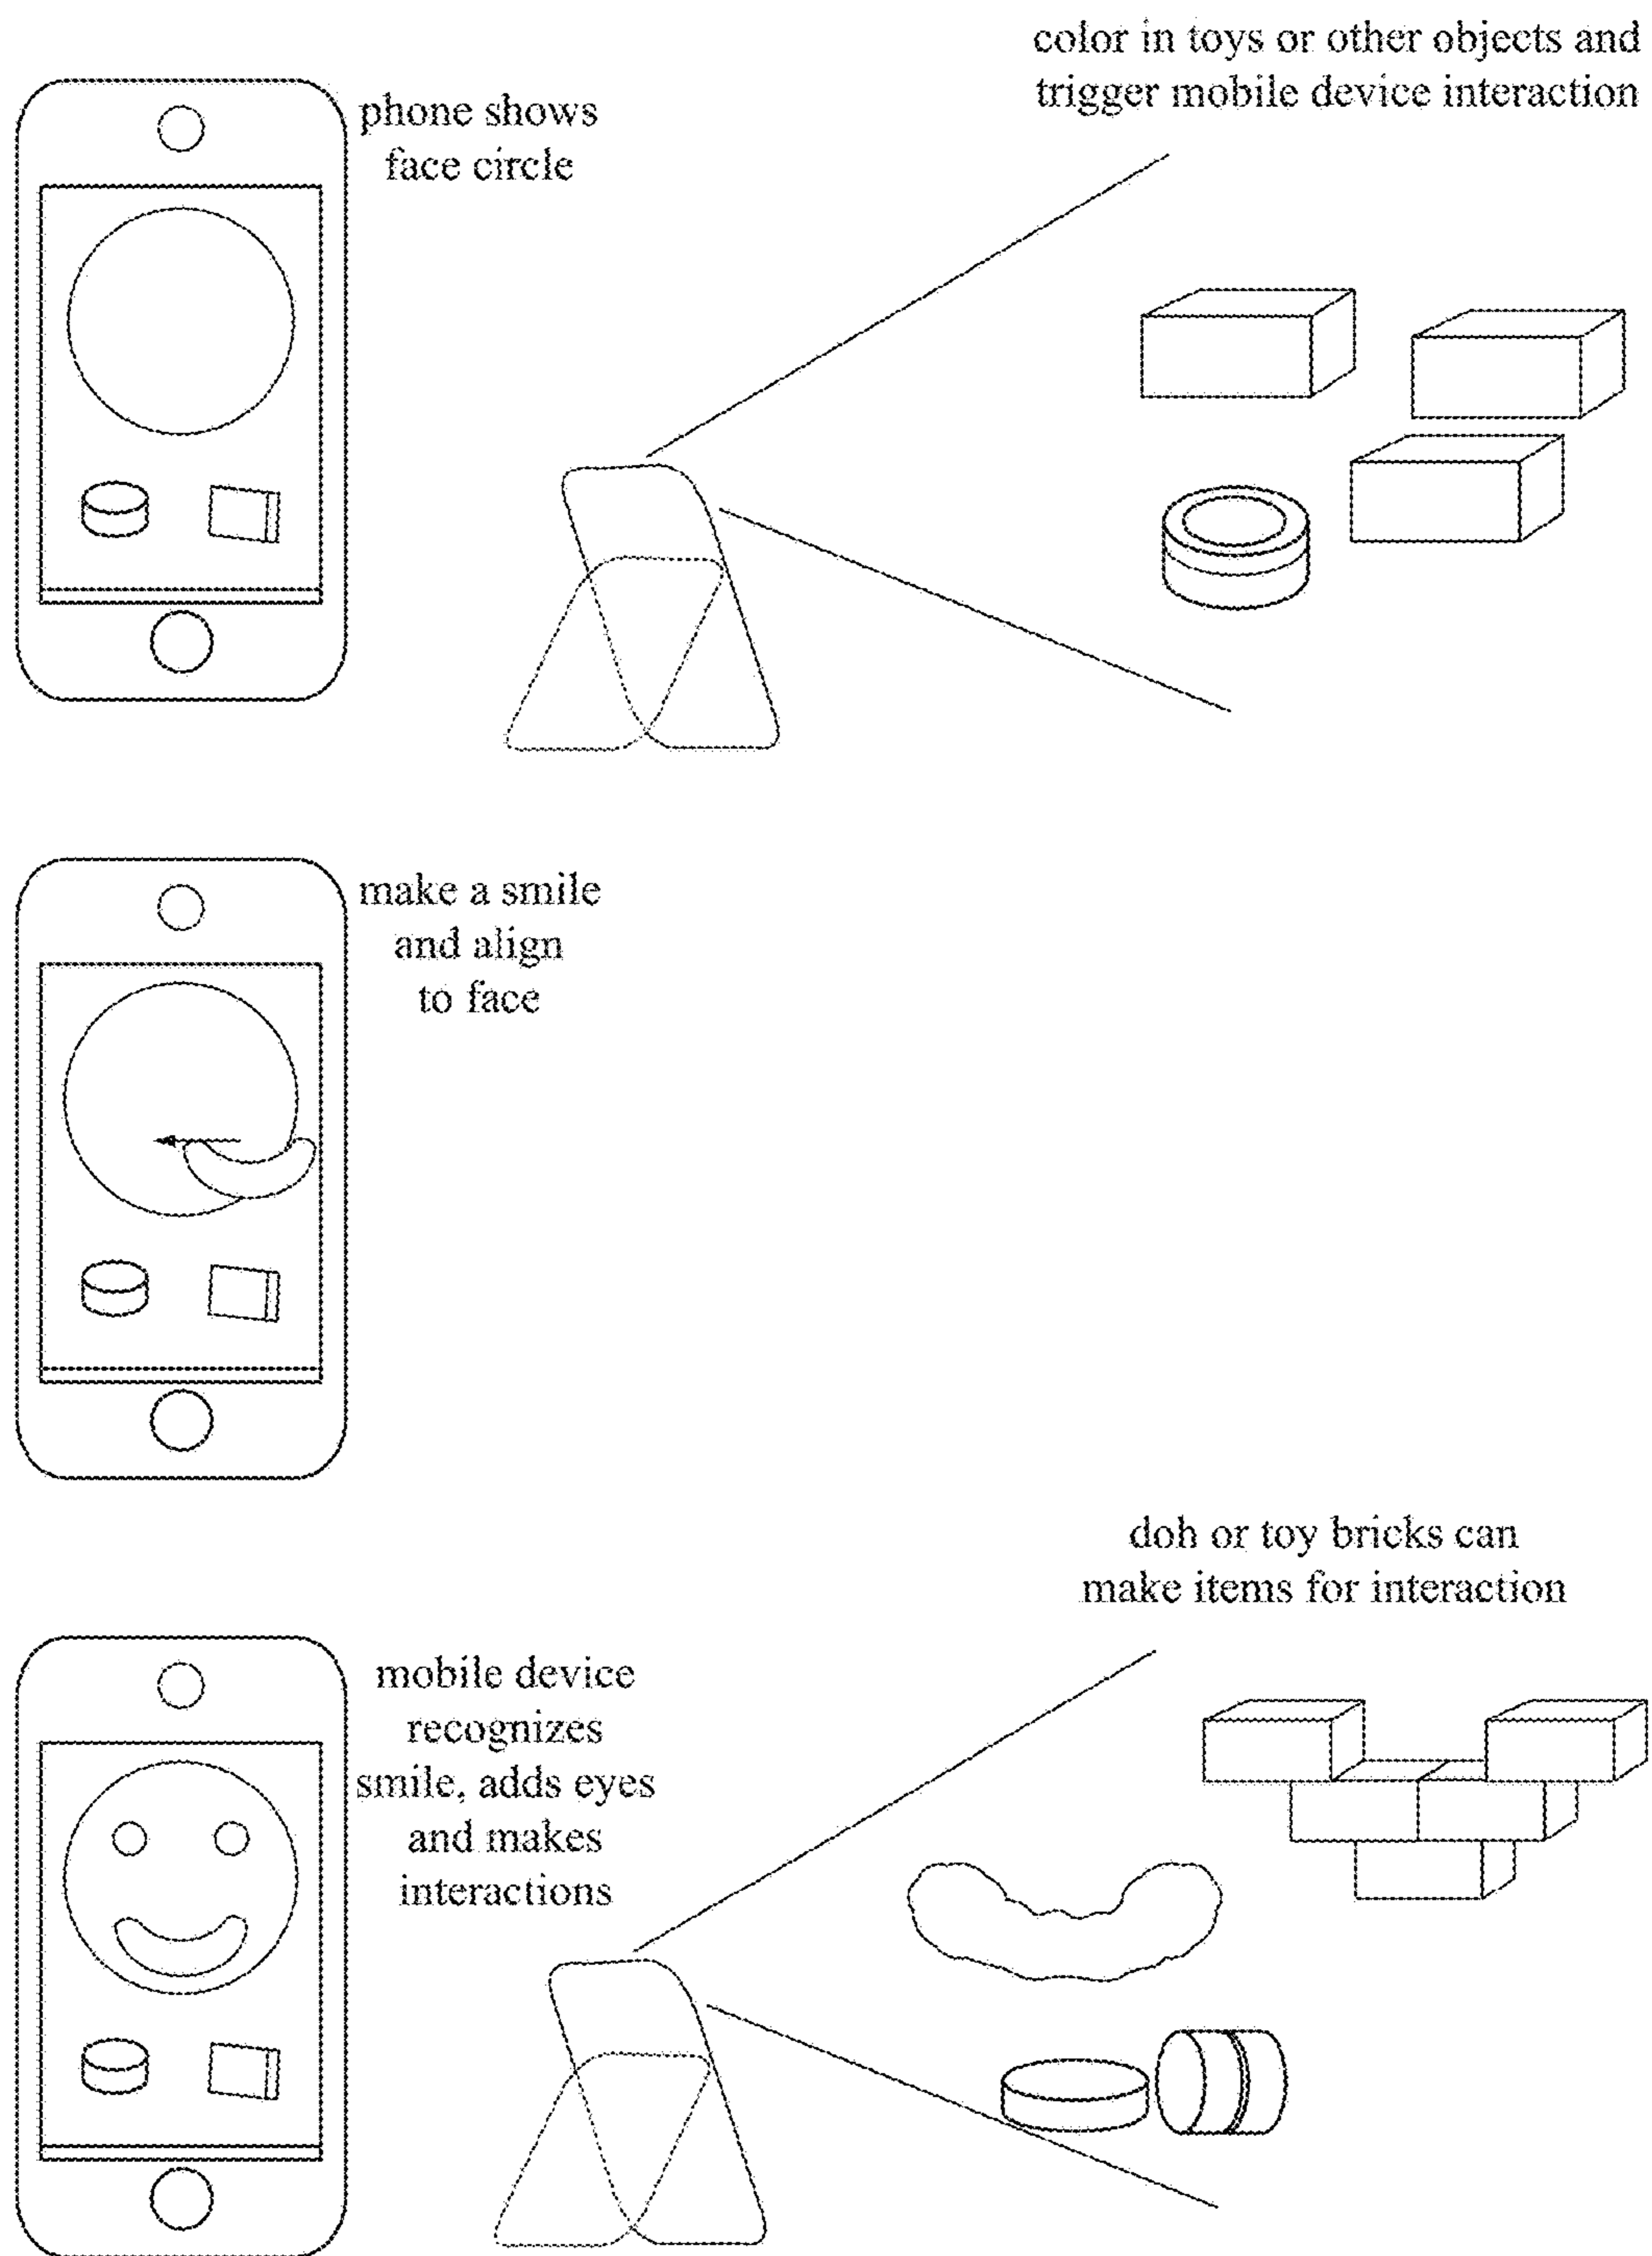 color in toys or other objects and
trigger mobile device interaction
phone shows
face circle
make a smile
and align
to face
doh or toy bricks can
make items for interaction
mobile device
recognizes
smile, adds eyes
and makes
interactions